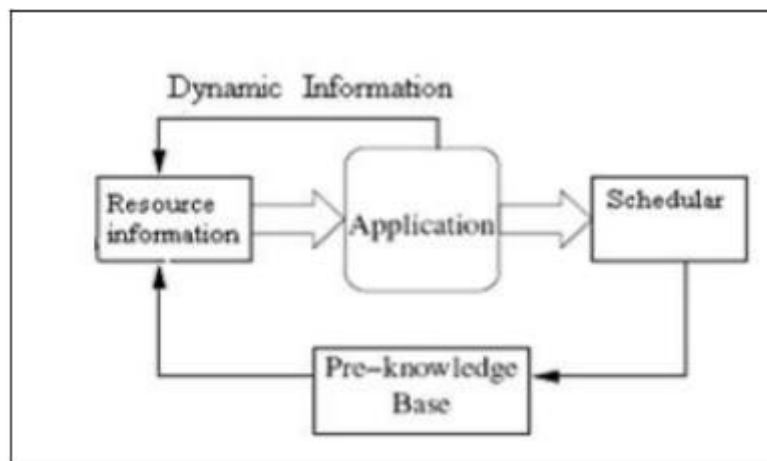 Dynamic Information
Resource
information
Application
Schedular
Pre-knowledge
Base